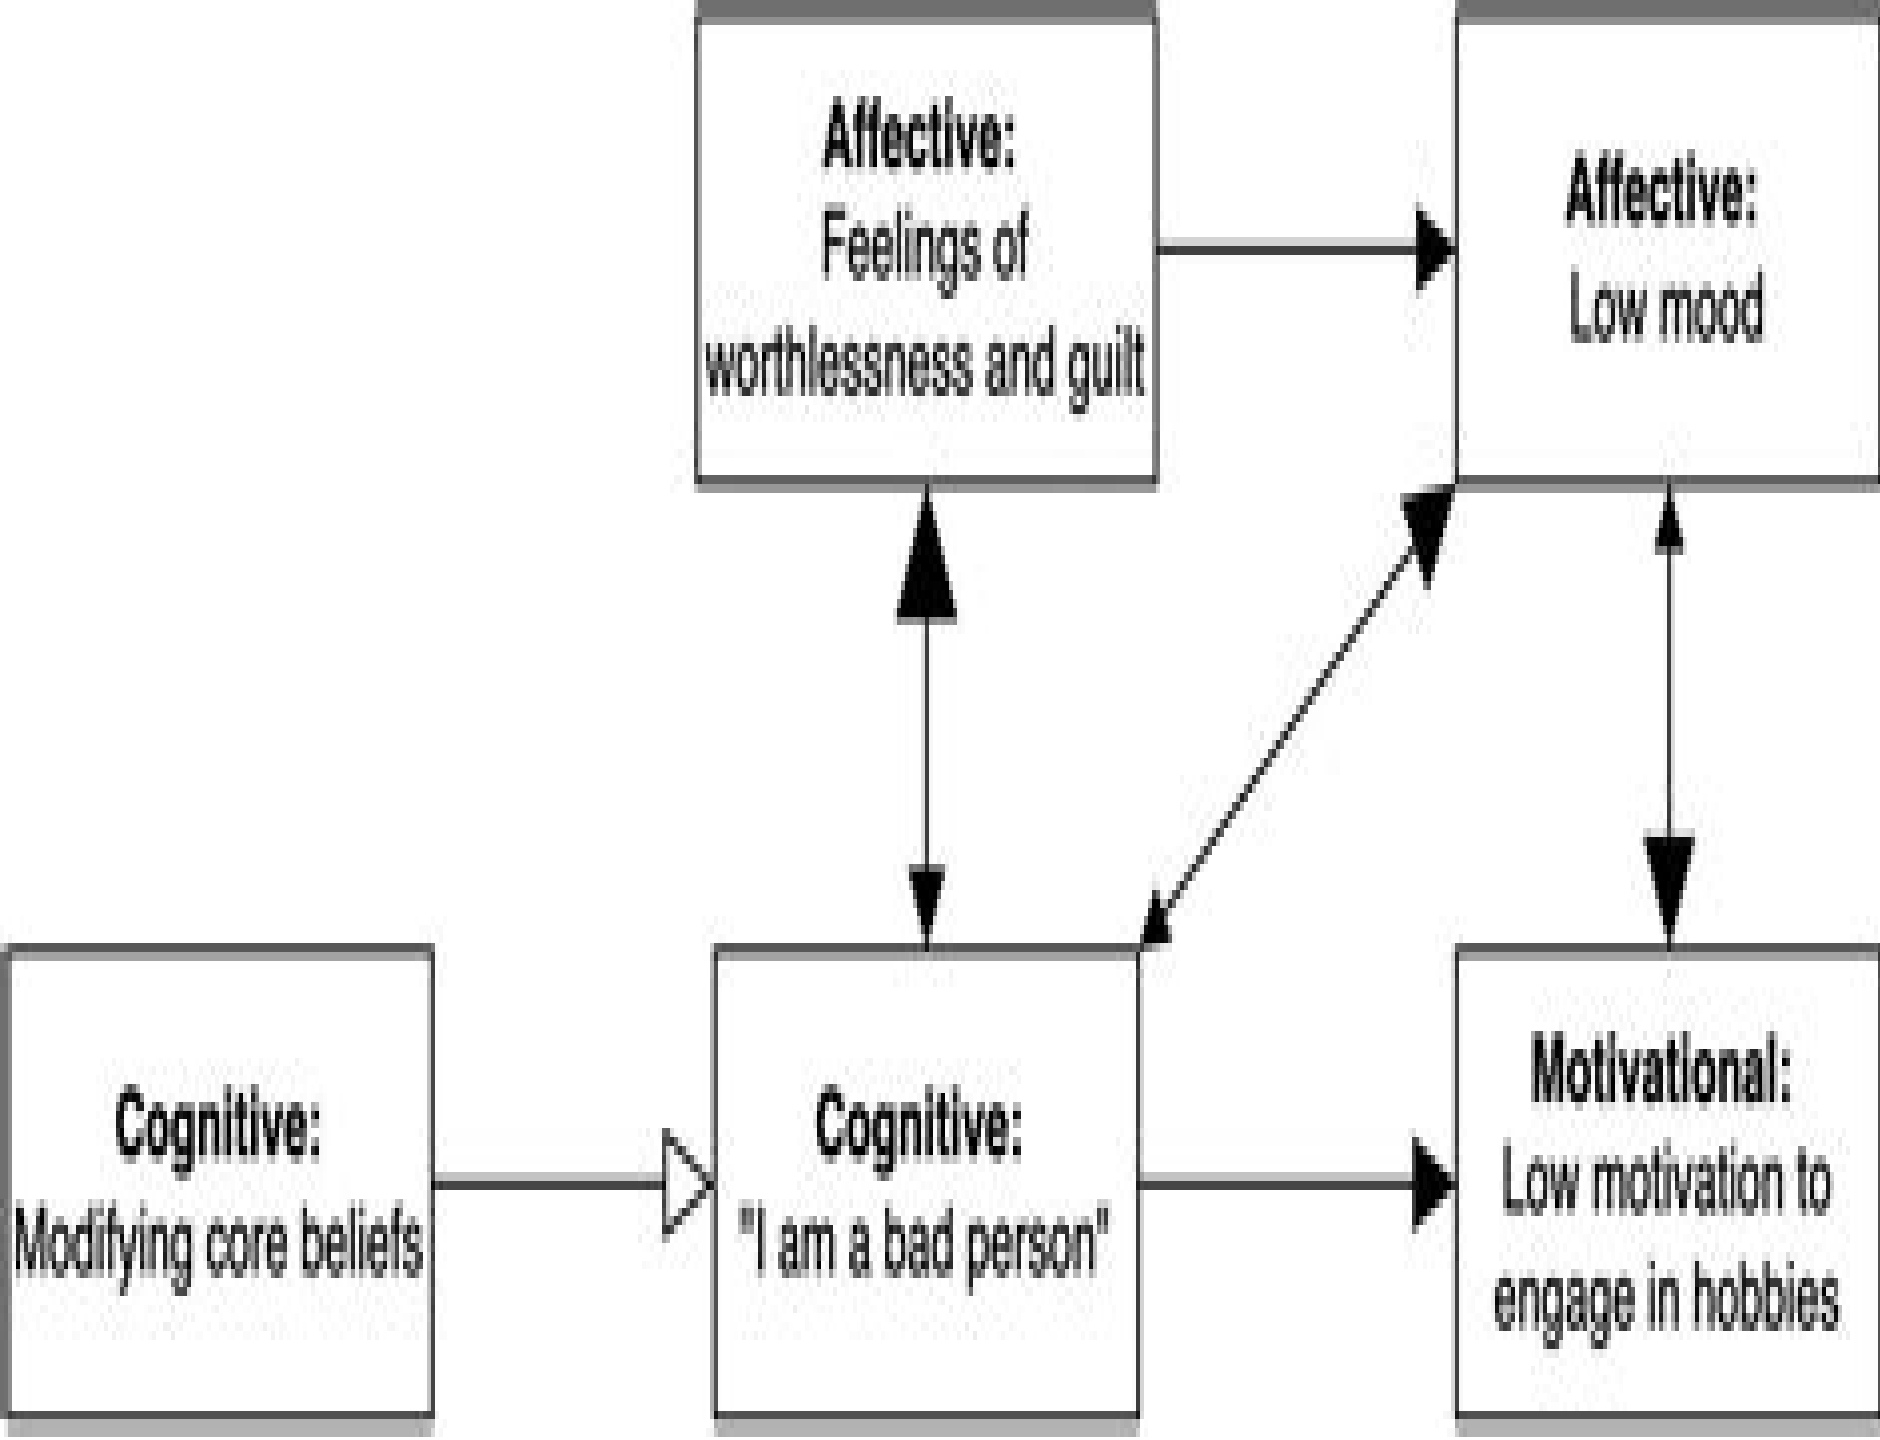 Affective:
Feelings of
worthlessness and guilt
Affective:
Low mood
Cognitive:
Modifying core beliefs
Cognitive:
"I am a bad person"
Motivational:
Low motivation to
engage in hobbies